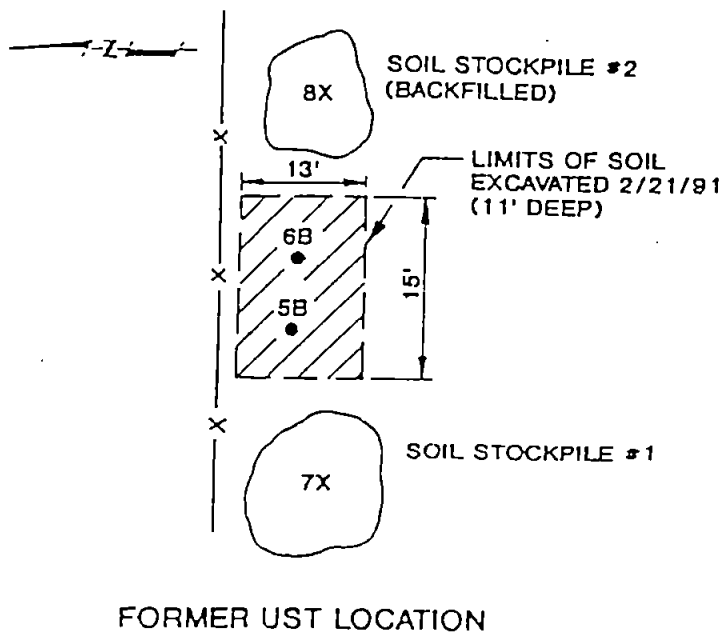 Z
8X
SOIL STOCKPILE #2
(BACKFILLED)
X
13'
LIMITS OF SOIL
EXCAVATED 2/21/91
(11' DEEP)
6B
X
15'
5B
X
SOIL STOCKPILE #1
7X
FORMER UST LOCATION